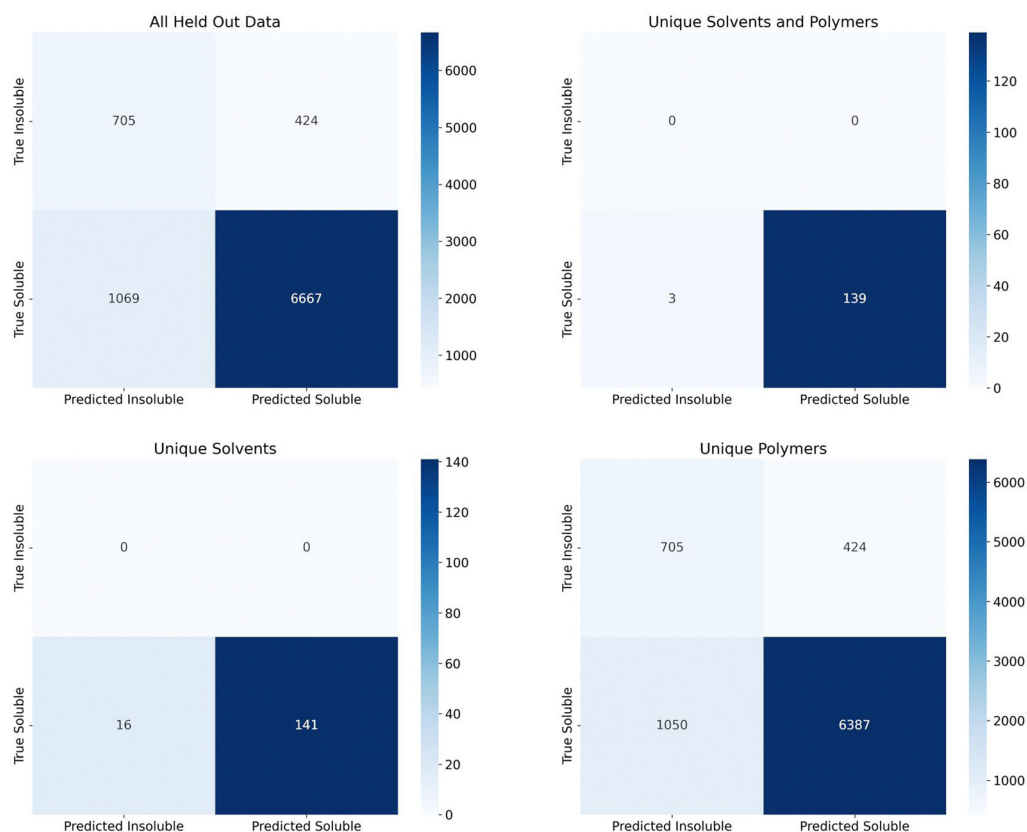 All Held Out Data
True Insoluble
705
424
6000
5000
4000
3000
2000
1000
True Soluble
1069
6667
Predicted Insoluble
Predicted Soluble
Unique Solvents and Polymers
True Insoluble
0
0
120
100
80
60
40
20
0
True Soluble
3
139
Predicted Insoluble
Predicted Soluble
Unique Solvents
True Insoluble
0
0
140
120
100
80
60
40
20
0
True Soluble
16
141
Predicted Insoluble
Predicted Soluble
Unique Polymers
True Insoluble
705
424
6000
5000
4000
3000
2000
1000
True Soluble
1050
6387
Predicted Insoluble
Predicted Soluble